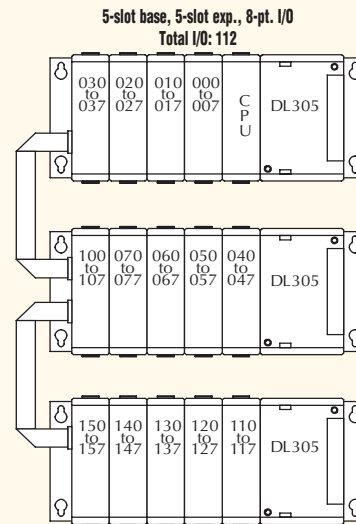 5-slot base, 5-slot exp., 8-pt. I/O
Total I/O: 112
030 to 037
020 to 027
010 to 017
000 to 007
CPU
DL305
100 to 107
070 to 077
060 to 067
050 to 057
040 to 047
DL305
150 to 157
140 to 147
130 to 137
120 to 127
110 to 117
DL305